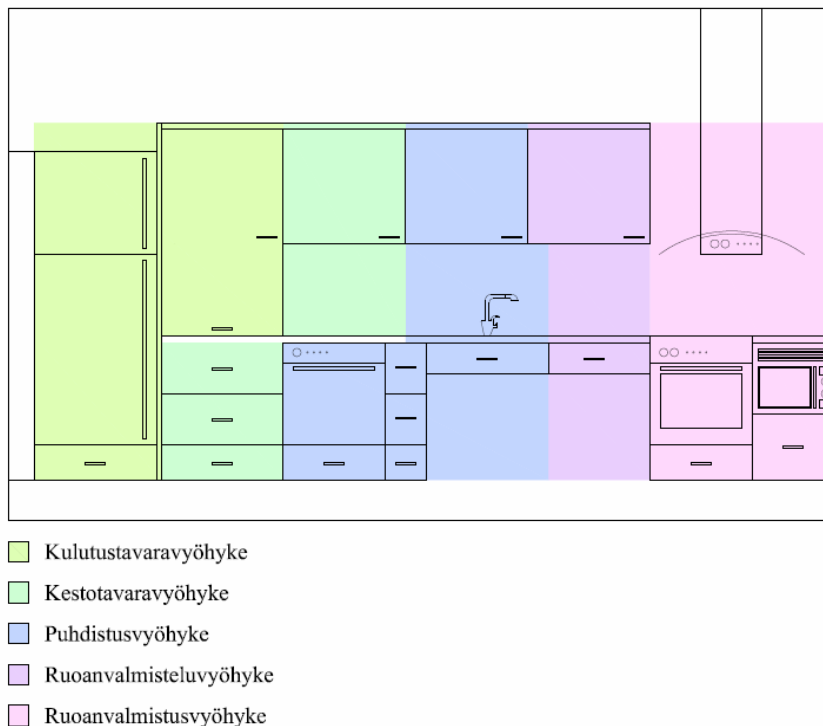 Kulutustavaravyöhyke
Kestotavaravyöhyke
Puhdistusvyöhyke
Ruoanvalmisteluvyöhyke
Ruoanvalmistusvyöhyke